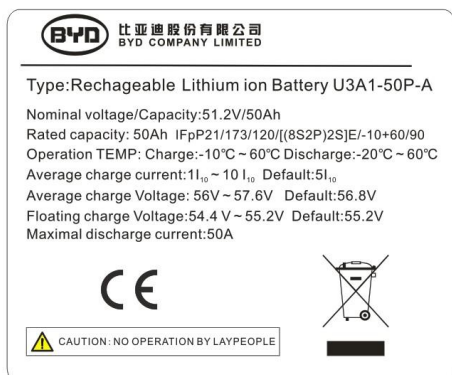 BYD
比亚迪股份有限公司
BYD COMPANY LIMITED
Type:Rechageable Lithium ion Battery U3A1-50P-A
Nominal voltage/Capacity:51.2V/50Ah
Rated capacity: 50Ah IFpP21/173/120/[(8S2P)2S]E/-10+60/90
Operation TEMP: Charge:-10℃ ~ 60℃ Discharge:-20℃ ~ 60℃
Average charge current:1I₁₀ ~ 10 I₁₀ Default:5I₁₀
Average charge Voltage: 56V ~ 57.6V Default:56.8V
Floating charge Voltage:54.4 V ~ 55.2V Default:55.2V
Maximal discharge current:50A
CE
CAUTION: NO OPERATION BY LAYPEOPLE